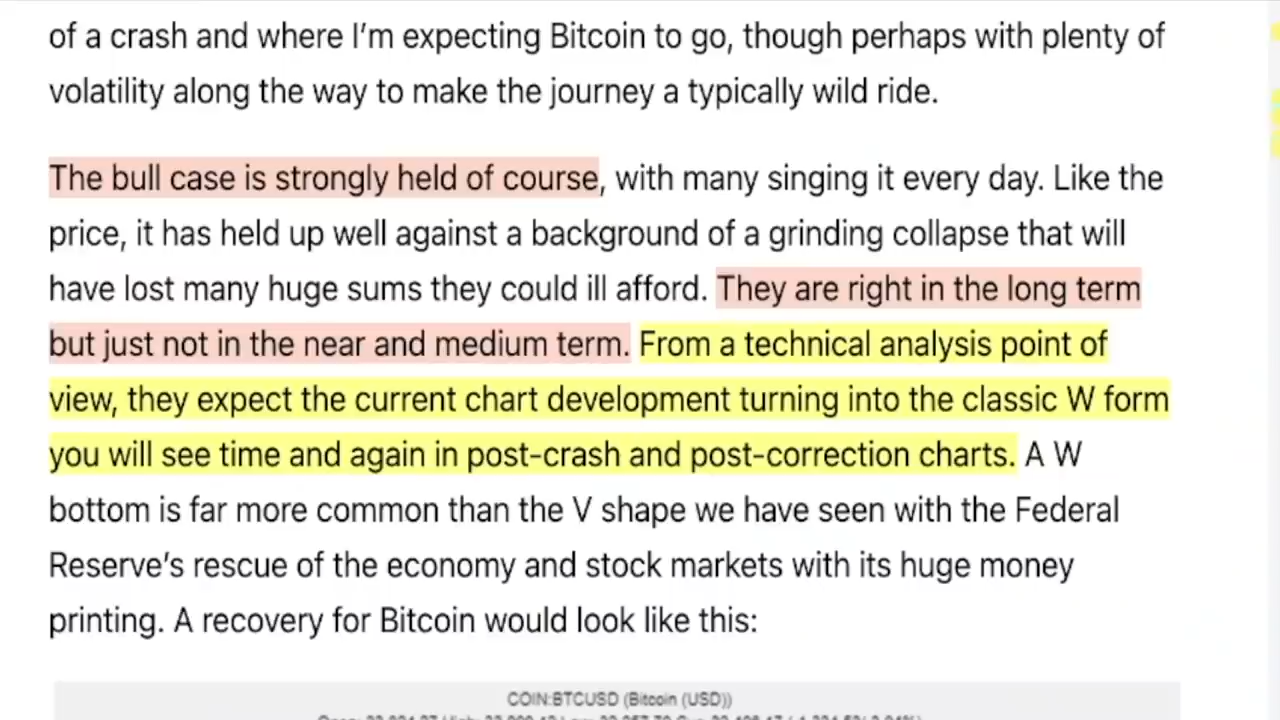 of a crash and where I'm expecting Bitcoin to go, though perhaps with plenty of
volatility along the way to make the journey a typically wild ride.
The bull case is strongly held of course, with many singing it every day. Like the
price, it has held up well against a background of a grinding collapse that will
have lost many huge sums they could ill afford. They are right in the long term
but just not in the near and medium term. From a technical analysis point of
view, they expect the current chart development turning into the classic W form
you will see time and again in post-crash and post-correction charts. A W
bottom is far more common than the V shape we have seen with the Federal
Reserve's rescue of the economy and stock markets with its huge money
printing. A recovery for Bitcoin would look like this:
COIN:BTCUSD (Bitcoin (USD))